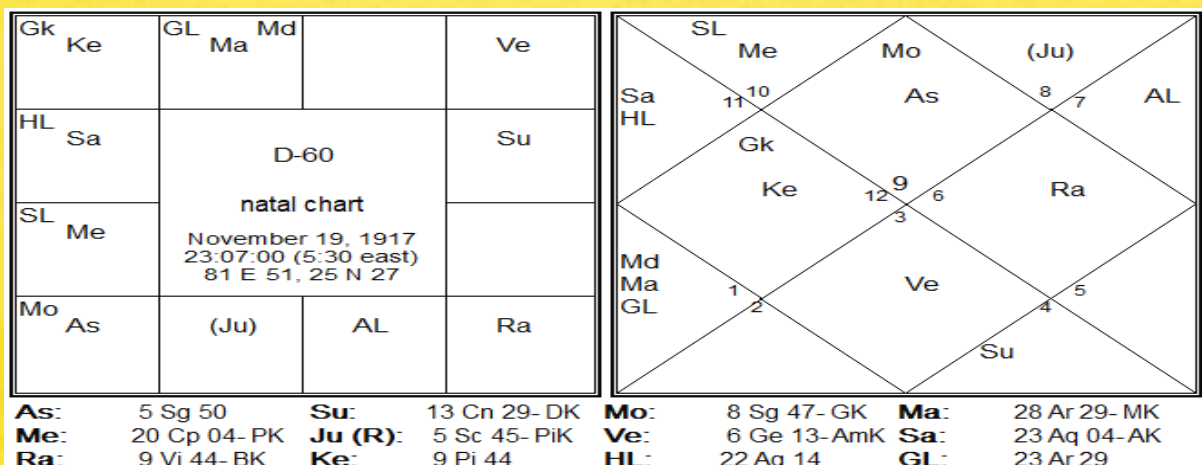 Gk Ke GL Ma Md Ve
HL Sa Su
SL Me
Mo As (Ju) AL Ra
D-60
natal chart
November 19, 1917
23:07:00 (5:30 east)
81 E 51, 25 N 27
SL Me Mo (Ju)
Sa HL 11 10 As 8 7 AL
Gk Ke 12 9 6 Ra
3
Md Ma GL 1 2 Ve 4 5
Su
As: 5 Sg 50 Su: 13 Cn 29- DK Mo: 8 Sg 47- GK Ma: 28 Ar 29- MK
Me: 20 Cp 04- PK Ju (R): 5 Sc 45- PiK Ve: 6 Ge 13- AmK Sa: 23 Aq 04- AK
Ra: 9 Vi 44- BK Ke: 9 Pi 44 HL: 22 Aq 14 GL: 23 Ar 29